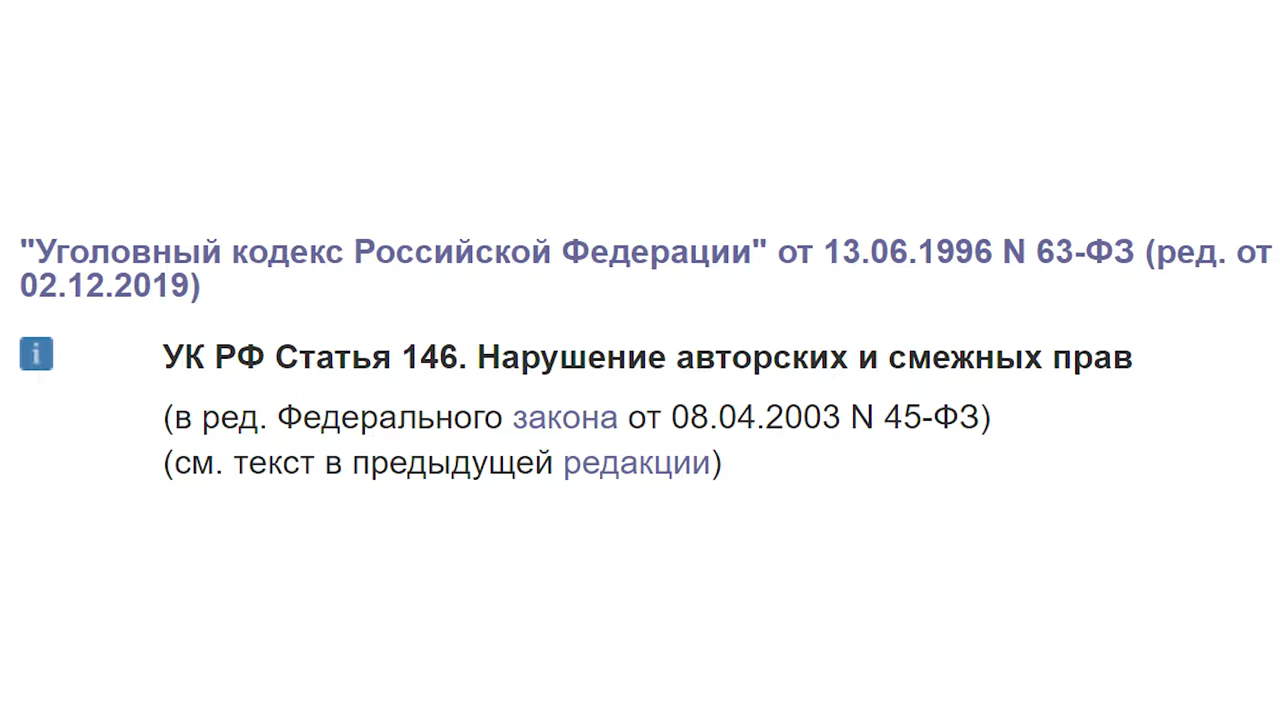 "Уголовный кодекс Российской Федерации" от 13.06.1996 N 63-ФЗ (ред. от
02.12.2019)
i
УК РФ Статья 146. Нарушение авторских и смежных прав
(в ред. Федерального закона от 08.04.2003 N 45-ФЗ)
(см. текст в предыдущей редакции)